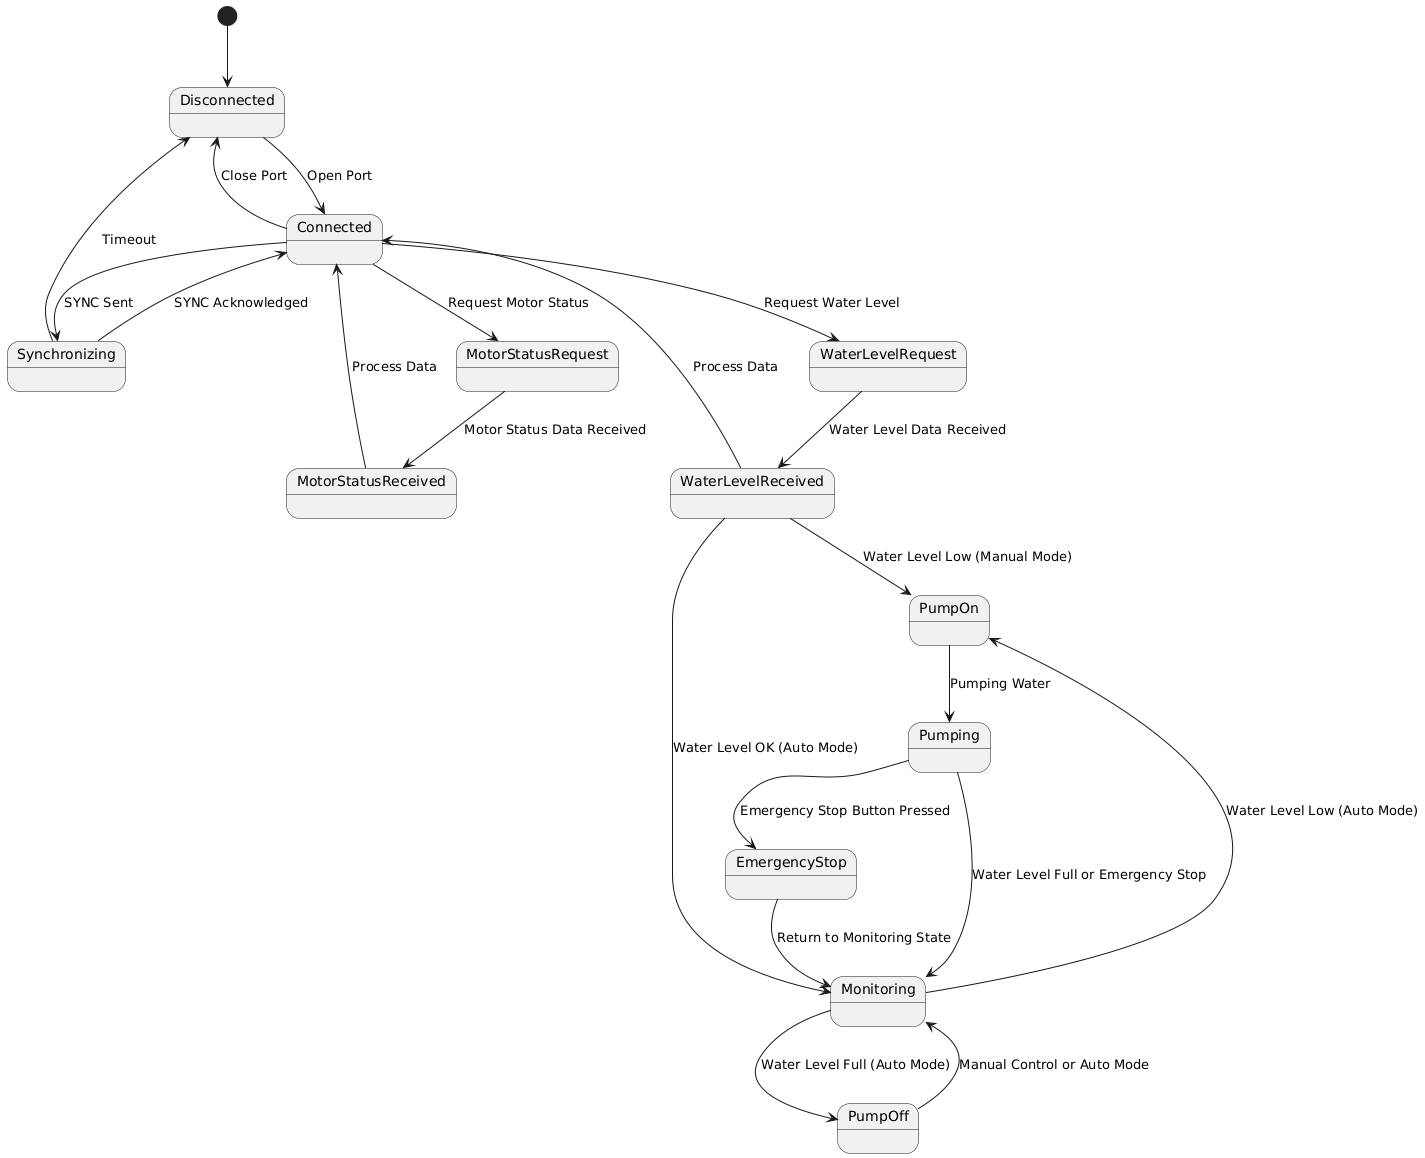 Disconnected
Close Port
Open Port
Connected
Timeout
SYNC Sent
SYNC Acknowledged
Request Motor Status
Request Water Level
Synchronizing
MotorStatusRequest
WaterLevelRequest
Process Data
Process Data
Motor Status Data Received
Water Level Data Received
MotorStatusReceived
WaterLevelReceived
Water Level Low (Manual Mode)
PumpOn
Pumping Water
Pumping
Water Level OK (Auto Mode)
Emergency Stop Button Pressed
Water Level Low (Auto Mode)
EmergencyStop
Water Level Full or Emergency Stop
Return to Monitoring State
Monitoring
Water Level Full (Auto Mode)
Manual Control or Auto Mode
PumpOff